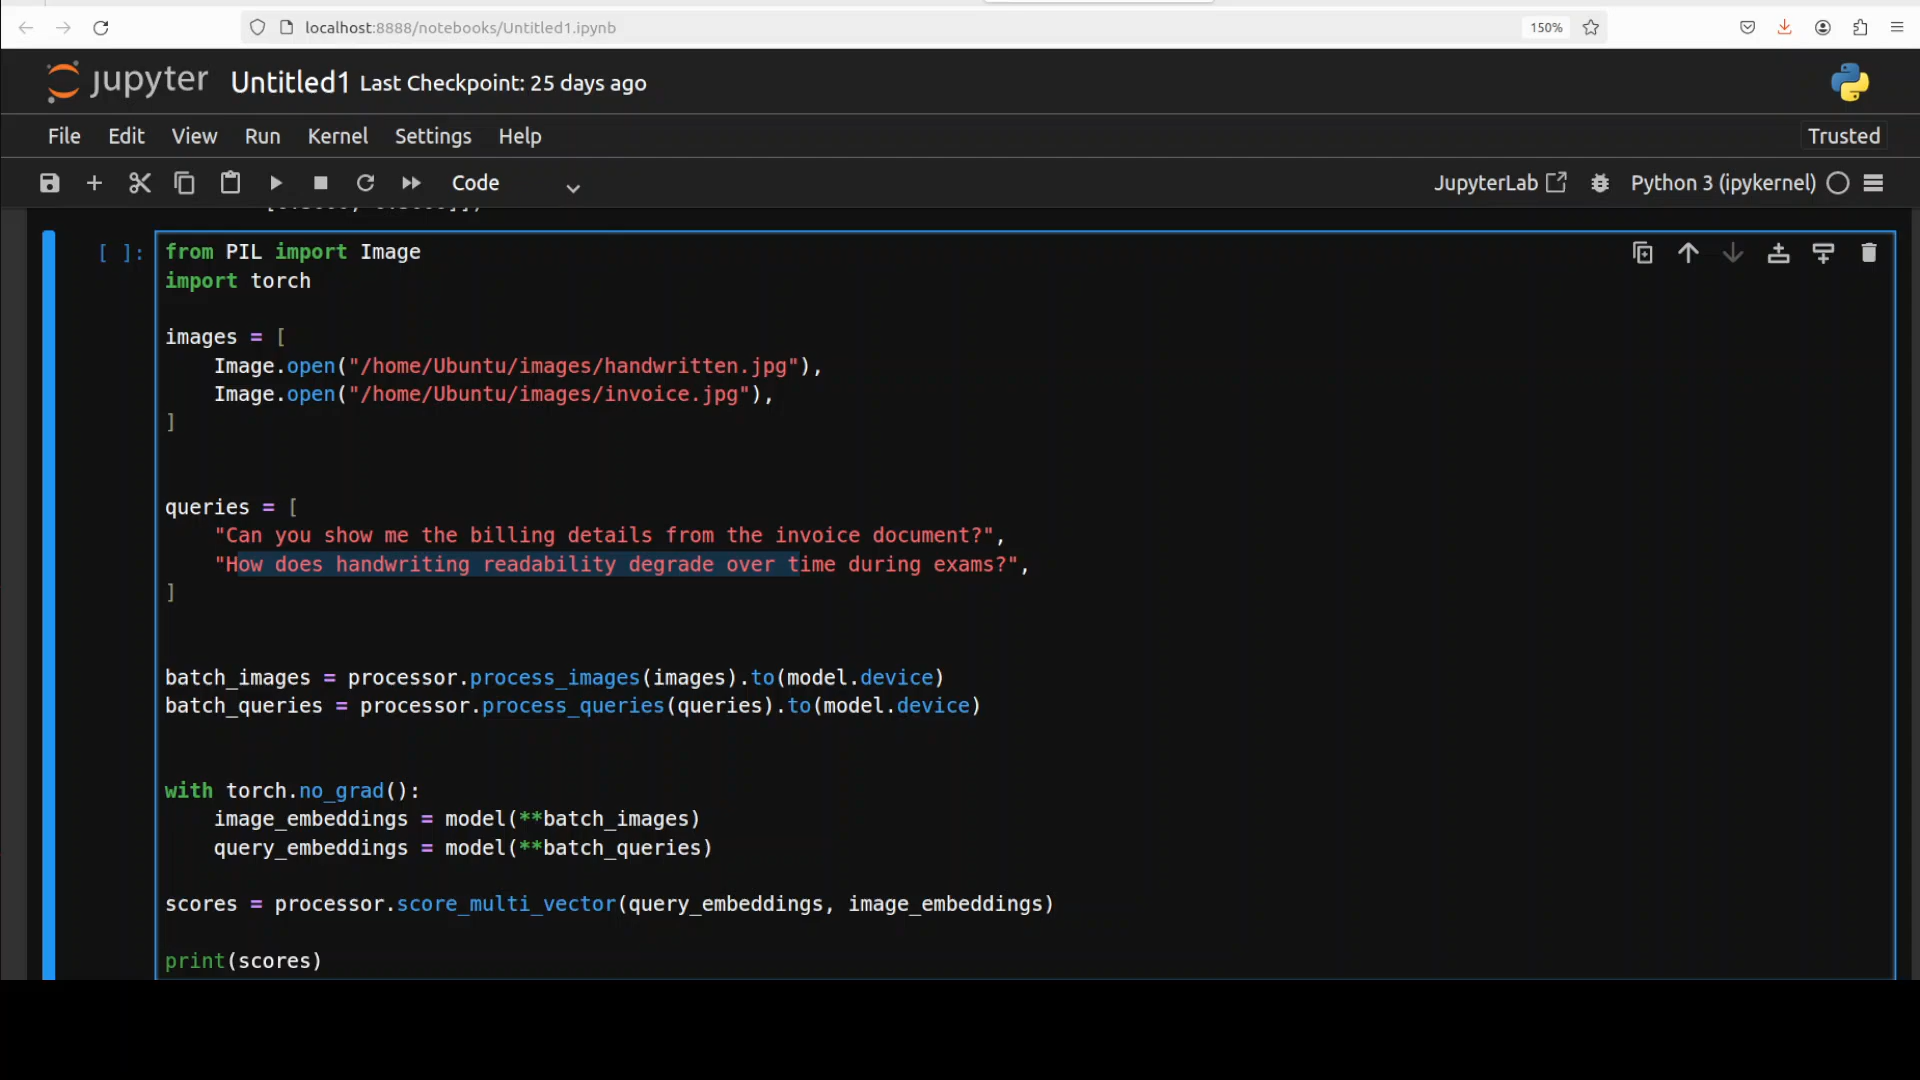 localhost:8888/notebooks/Untitled1.ipynb
150%
jupyter Untitled1 Last Checkpoint: 25 days ago
File Edit View Run Kernel Settings Help
Trusted
Code
JupyterLab
Python 3 (ipykernel)
[ ]:
from PIL import Image
import torch
images = [
Image.open("/home/Ubuntu/images/handwritten.jpg"),
Image.open("/home/Ubuntu/images/invoice.jpg"),
]
queries = [
"Can you show me the billing details from the invoice document?",
"How does handwriting readability degrade over time during exams?",
]
batch_images = processor.process_images(images).to(model.device)
batch_queries = processor.process_queries(queries).to(model.device)
with torch.no_grad():
image_embeddings = model(**batch_images)
query_embeddings = model(**batch_queries)
scores = processor.score_multi_vector(query_embeddings, image_embeddings)
print(scores)